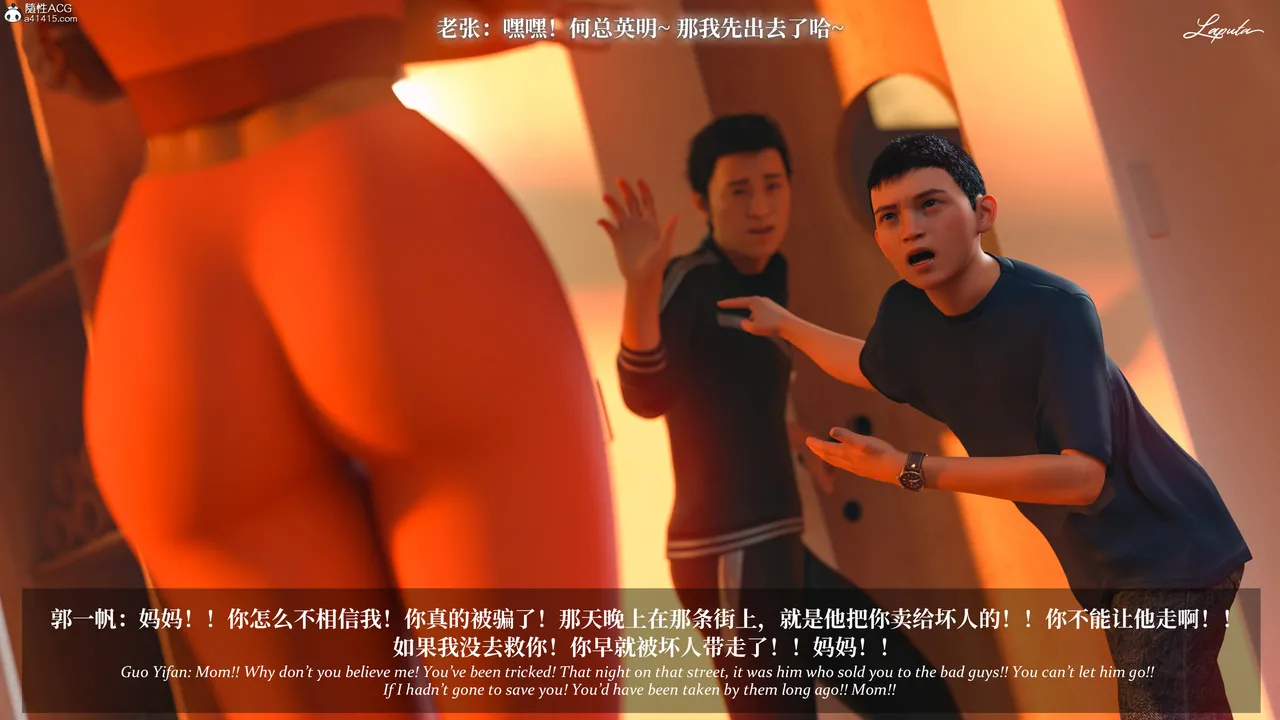 隨性ACG
a41415.com
老张：嘿嘿！何总英明~ 那我先出去了哈~
Laputa
郭一帆：妈妈！！你怎么不相信我！你真的被骗了！那天晚上在那条街上，就是他把你卖给坏人的！！你不能让他走啊！！
如果我没去救你！你早就被坏人带走了！！妈妈！！
Guo Yifan: Mom!! Why don't you believe me! You've been tricked! That night on that street, it was him who sold you to the bad guys!! You can't let him go!!
If I hadn't gone to save you! You'd have been taken by them long ago!! Mom!!